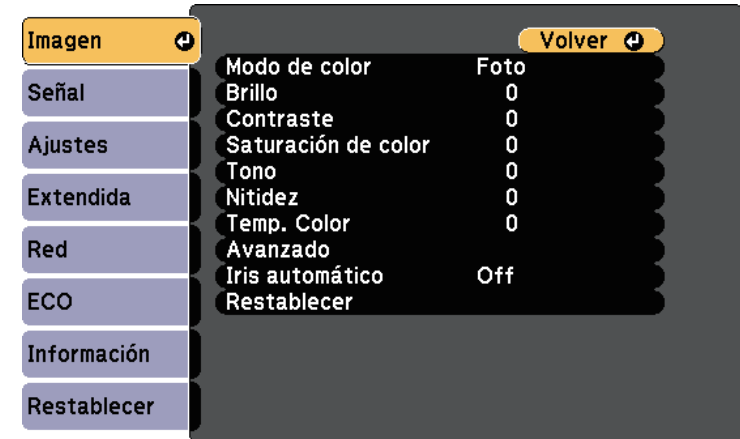 Imagen
Señal
Ajustes
Extendida
Red
ECO
Información
Restablecer
Volver
Modo de color Foto
Brillo 0
Contraste 0
Saturación de color 0
Tono 0
Nitidez 0
Temp. Color 0
Avanzado
Iris automático Off
Restablecer